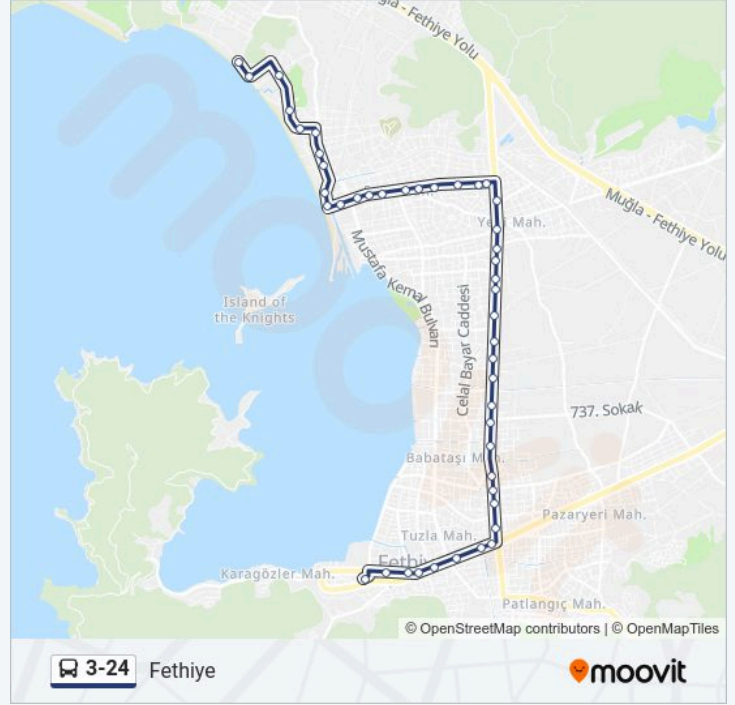 ğla - Fethiye Yolu
Muğla - Fethiye Yolu
Yeni Mah.
Mustafa Kemal Bulvarı
Island of
the Knights
Celal Bayar Caddesi
737. Sokak
Babataşı Mah.
Pazaryeri Mah.
Tuzla Mah.
Fethiye
Karagözler Mah.
Patlangıç Mah.
© OpenStreetMap contributors | © OpenMapTiles
3-24 Fethiye
moovit